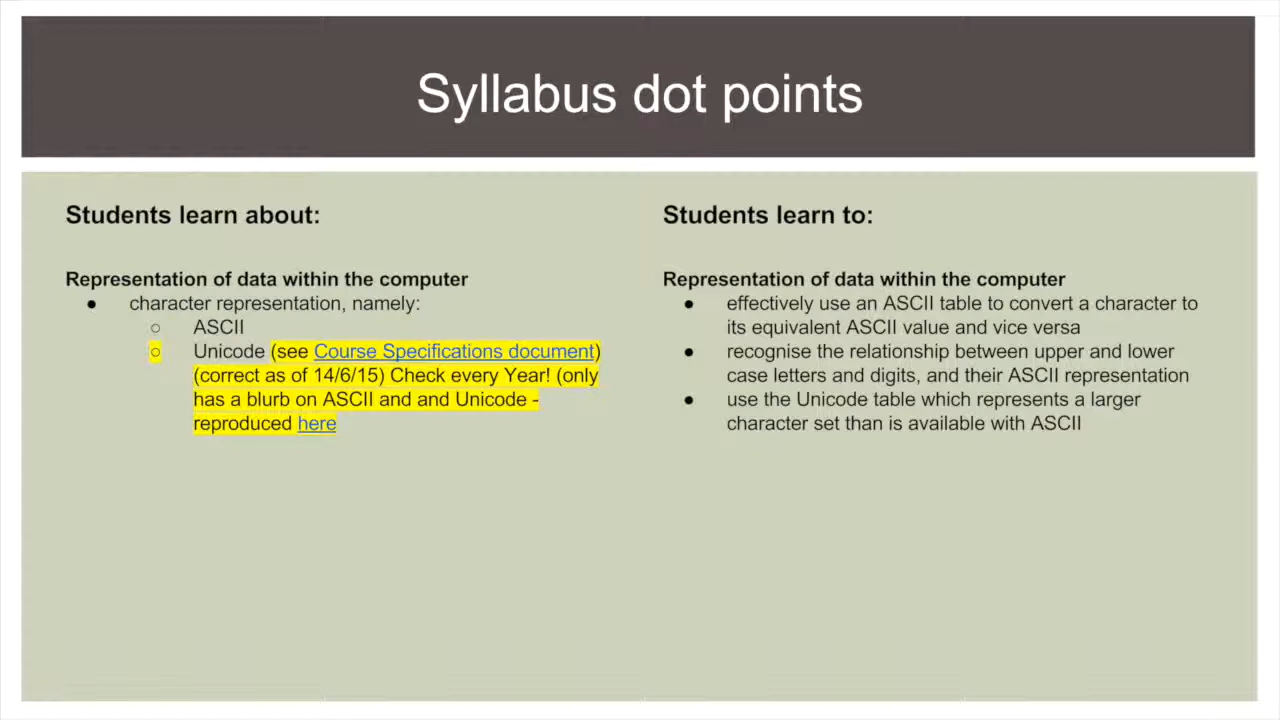 Syllabus dot points
Students learn about:
Representation of data within the computer
● character representation, namely:
○ ASCII
○ Unicode (see Course Specifications document)
(correct as of 14/6/15) Check every Year! (only
has a blurb on ASCII and and Unicode -
reproduced here
Students learn to:
Representation of data within the computer
● effectively use an ASCII table to convert a character to
its equivalent ASCII value and vice versa
● recognise the relationship between upper and lower
case letters and digits, and their ASCII representation
● use the Unicode table which represents a larger
character set than is available with ASCII